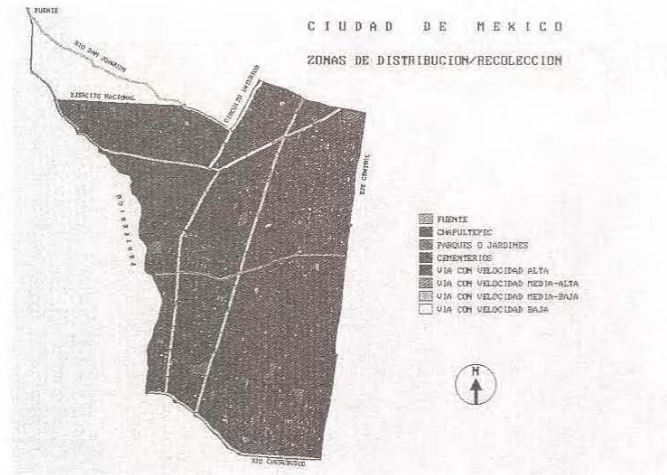 FUENTE
CIUDAD DE MEXICO
ZONAS DE DISTRIBUCION/RECOLECCION
RIO SAN JOAQUIN
EJERCITO NACIONAL
CIRCUITO INTERIOR
EJE CENTRAL
PERIFERICO
FUENTE
CHAPULTEPEC
PARQUES O JARDINES
CEMENTERIOS
VIA CON VELOCIDAD ALTA
VIA CON VELOCIDAD MEDIA-ALTA
VIA CON VELOCIDAD MEDIA-BAJA
VIA CON VELOCIDAD BAJA
N
RIO CHURUBUSCO